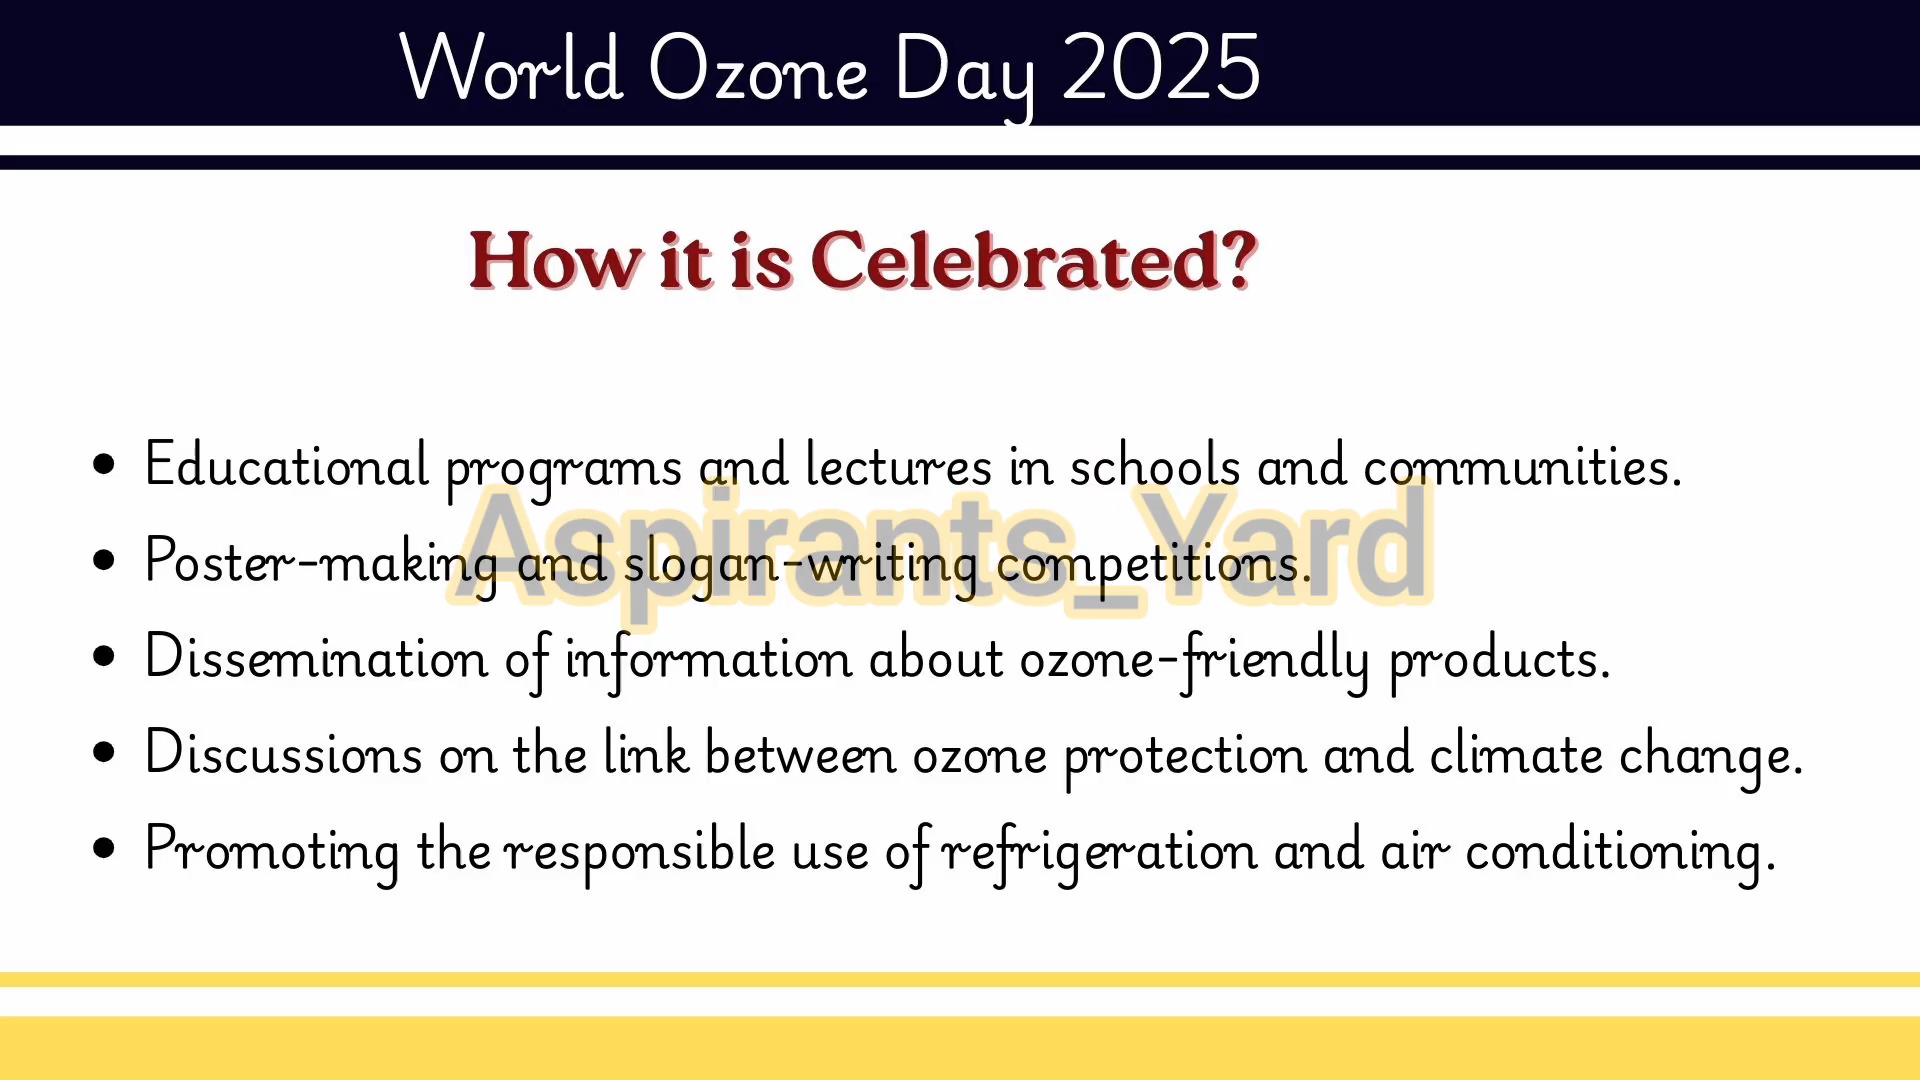 World Ozone Day 2025
How it is Celebrated?
• Educational programs and lectures in schools and communities.
Aspirants_Yard
• Poster-making and slogan-writing competitions.
• Dissemination of information about ozone-friendly products.
• Discussions on the link between ozone protection and climate change.
• Promoting the responsible use of refrigeration and air conditioning.